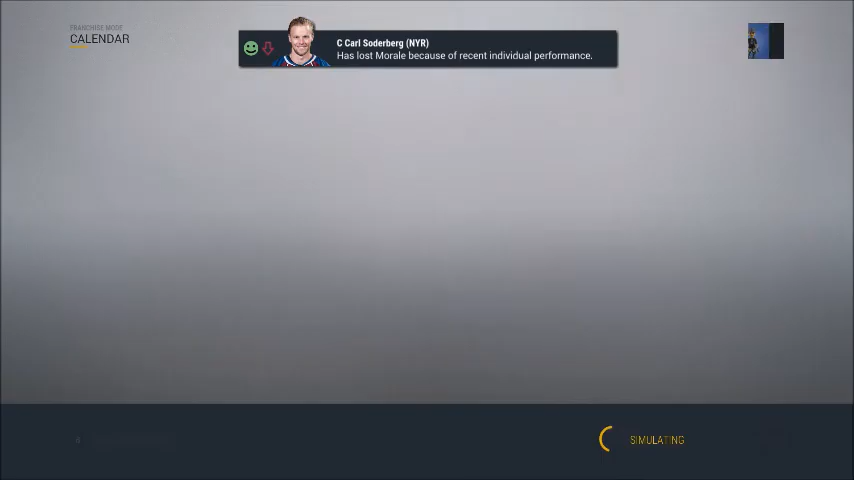 FRANCHISE MODE
CALENDAR
C Carl Soderberg (NYR)
Has lost Morale because of recent individual performance.
SIMULATING